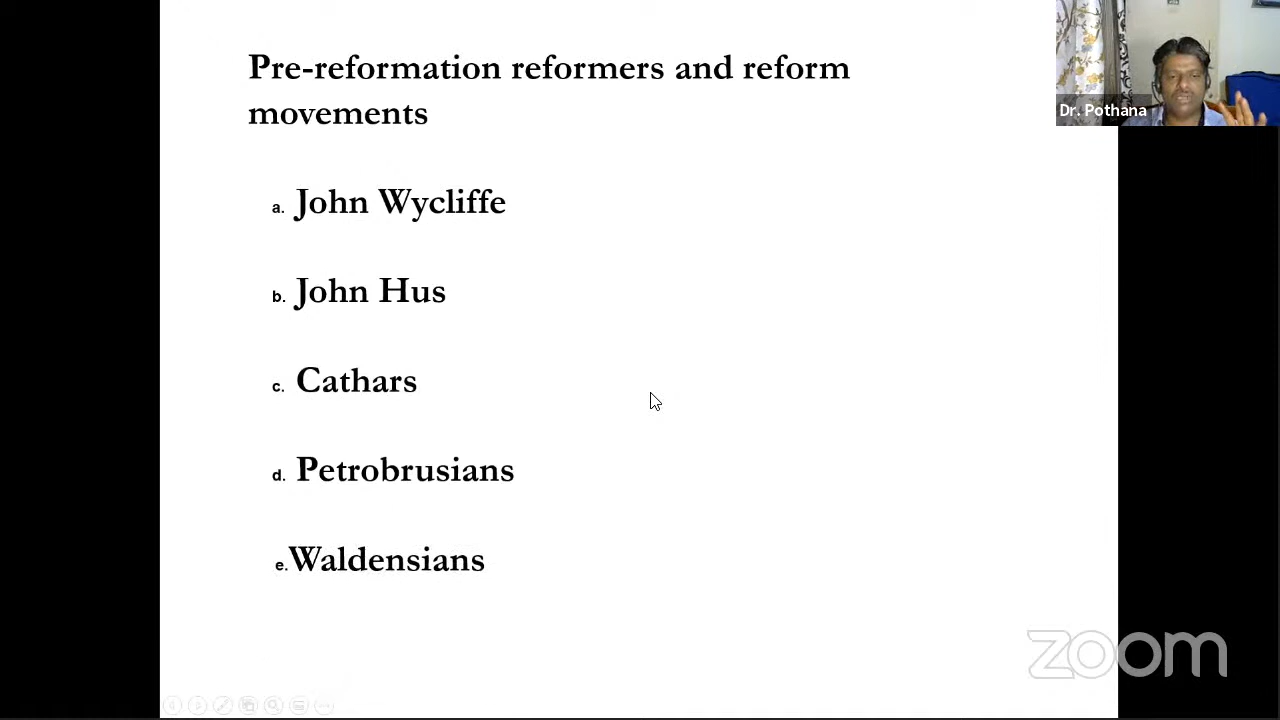 Pre-reformation reformers and reform
movements
Dr. Pothana
a. John Wycliffe
b. John Hus
c. Cathars
d. Petrobrusians
e.Waldensians
zoom